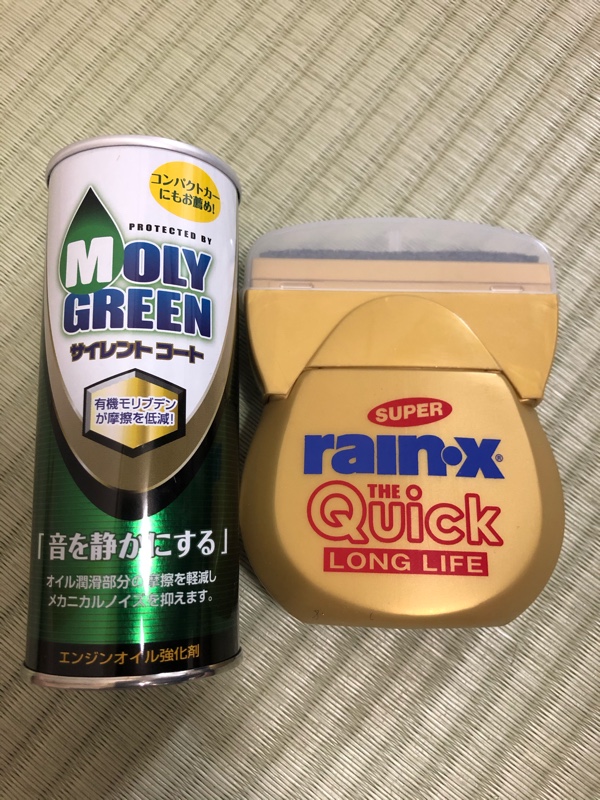 コンパクトカー
にもお薦め!
PROTECTED BY
MOLY
GREEN
サイレントコート
有機モリブデン
が摩擦を低減!
「音を静かにする」
オイル潤滑部分の摩擦を軽減し
メカニカルノイズを抑えます。
エンジンオイル強化剤
SUPER
rain·x®
THE
Quick
LONG LIFE